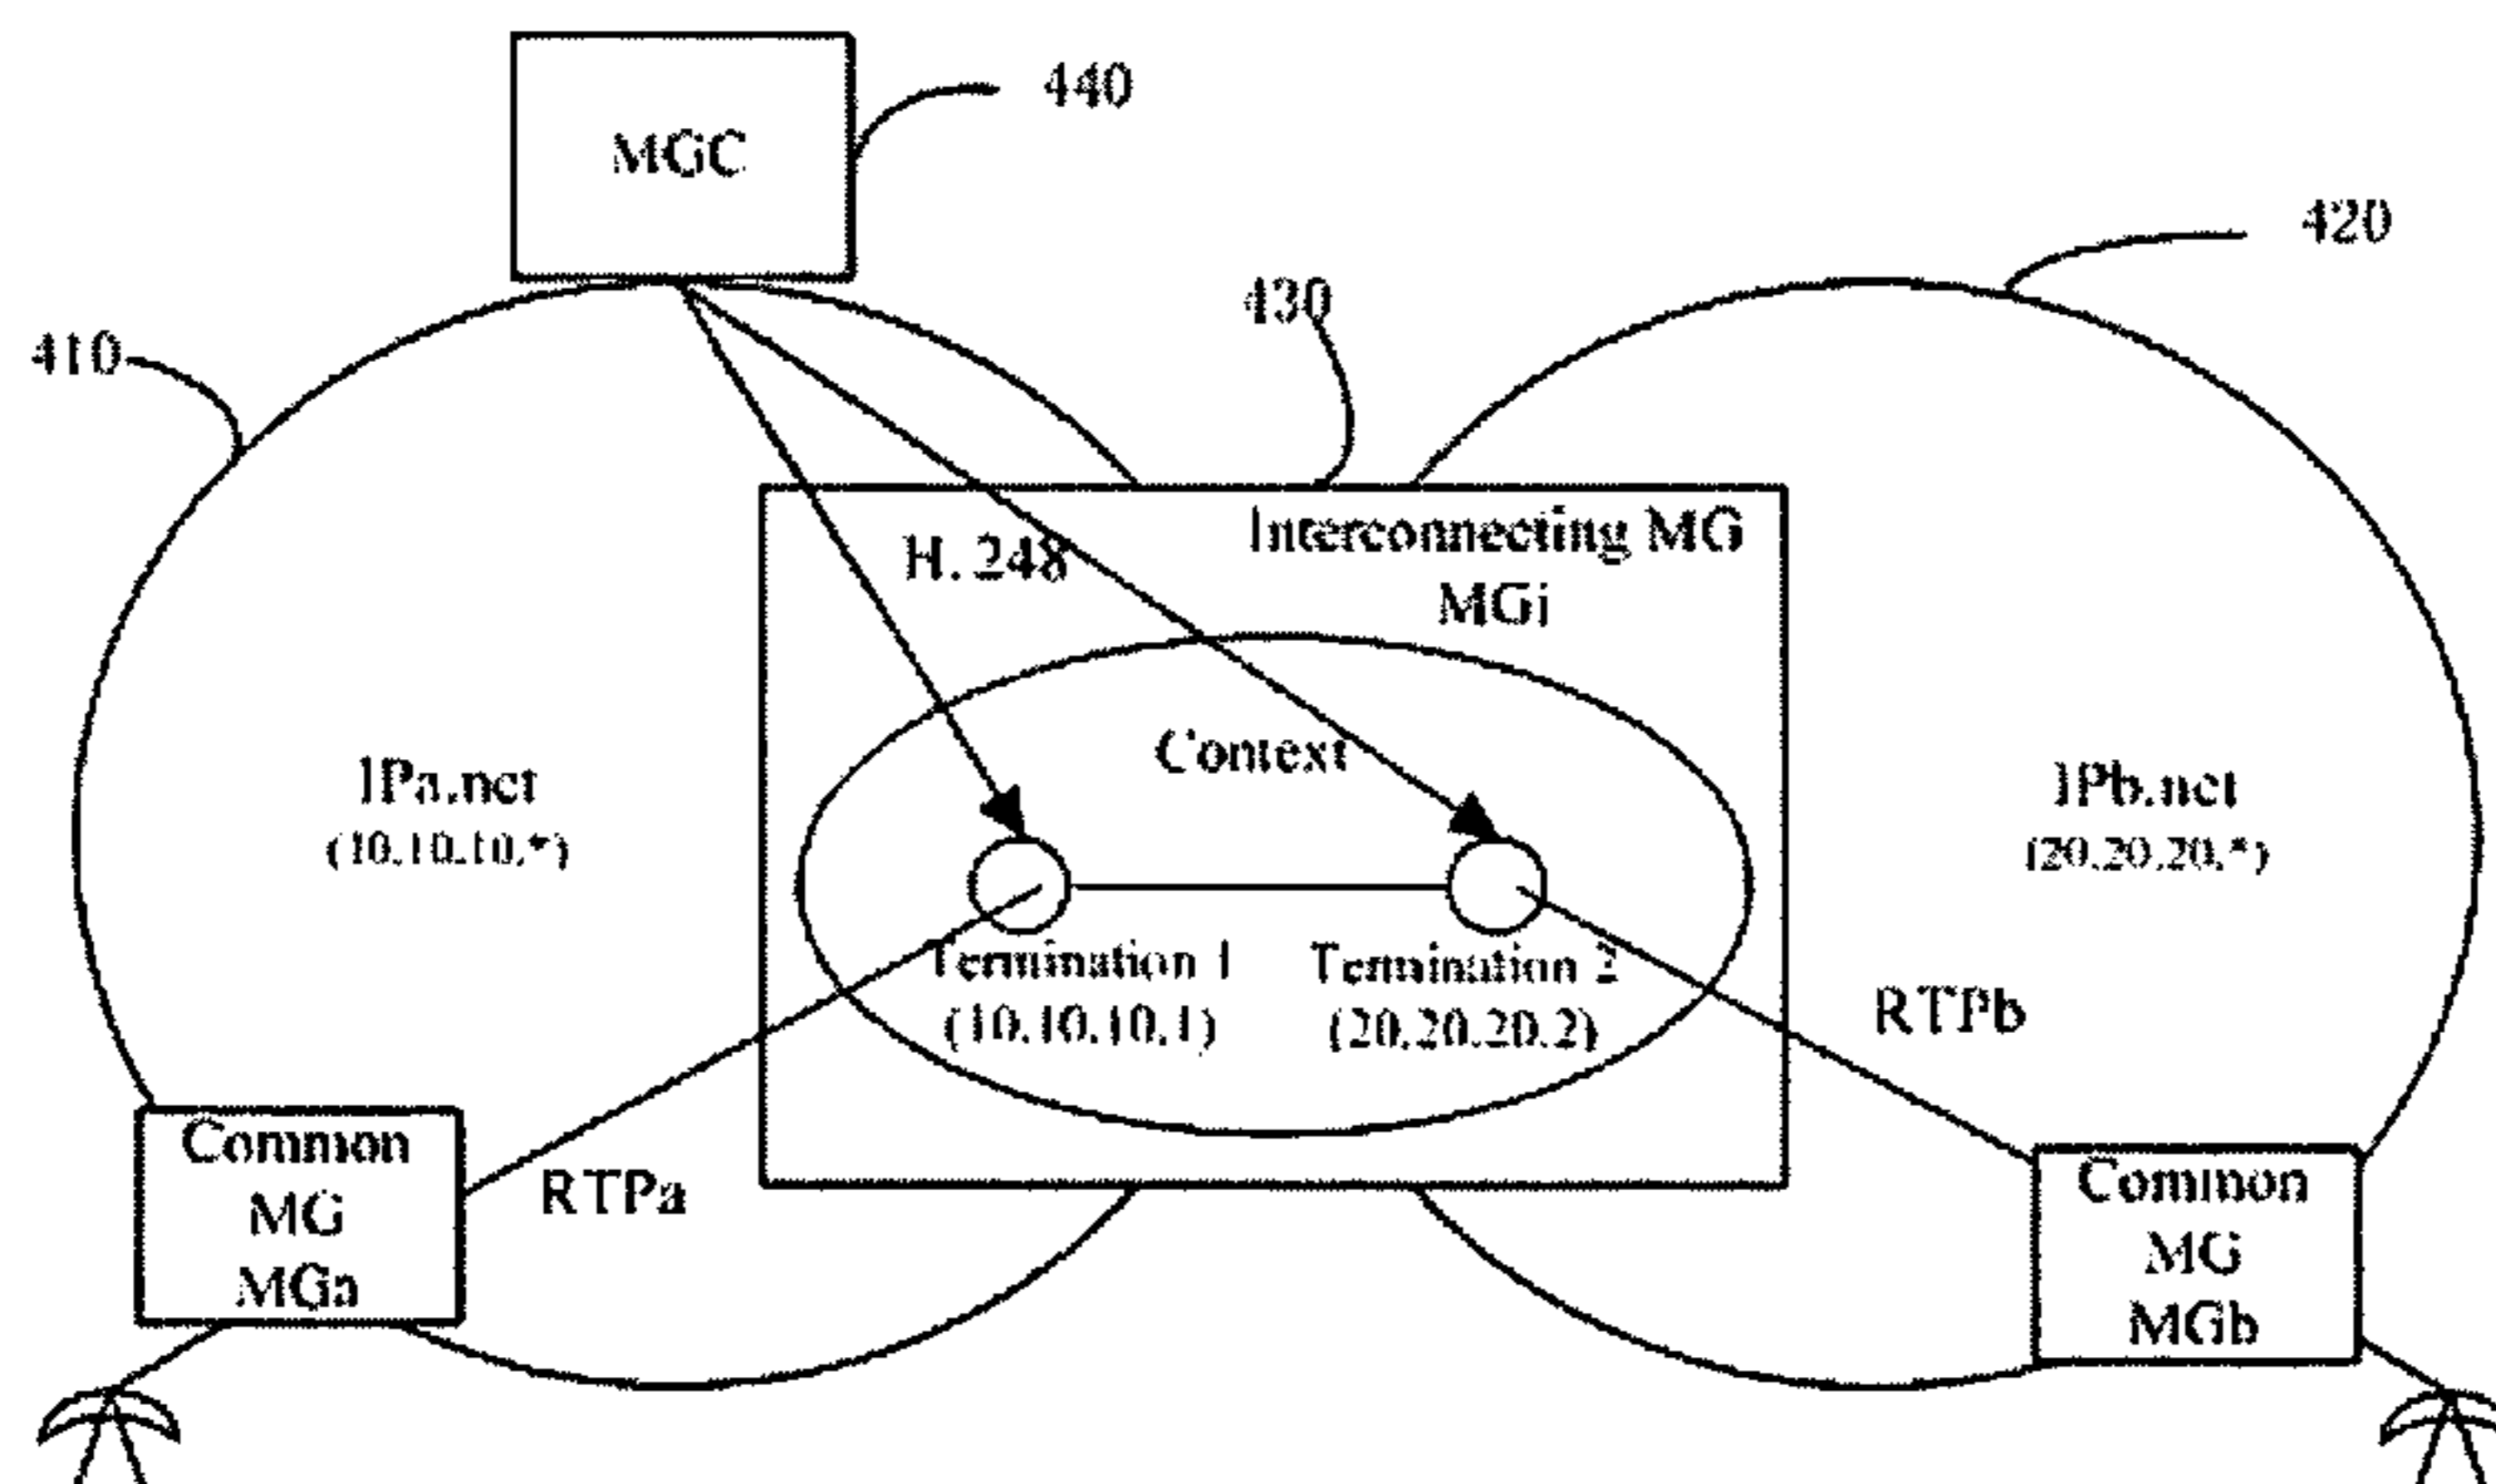 440
MGC
420
430
410
Interconnecting MG
H. 248
MGi
Context
IPa.net
(10.10.10.*)
IPb.net
(20.20.20.*)
Termination 1
(10.10.10.1)
Termination 2
(20.20.20.2)
RTPb
RTPa
Common
MG
MGa
Common
MG
MGb